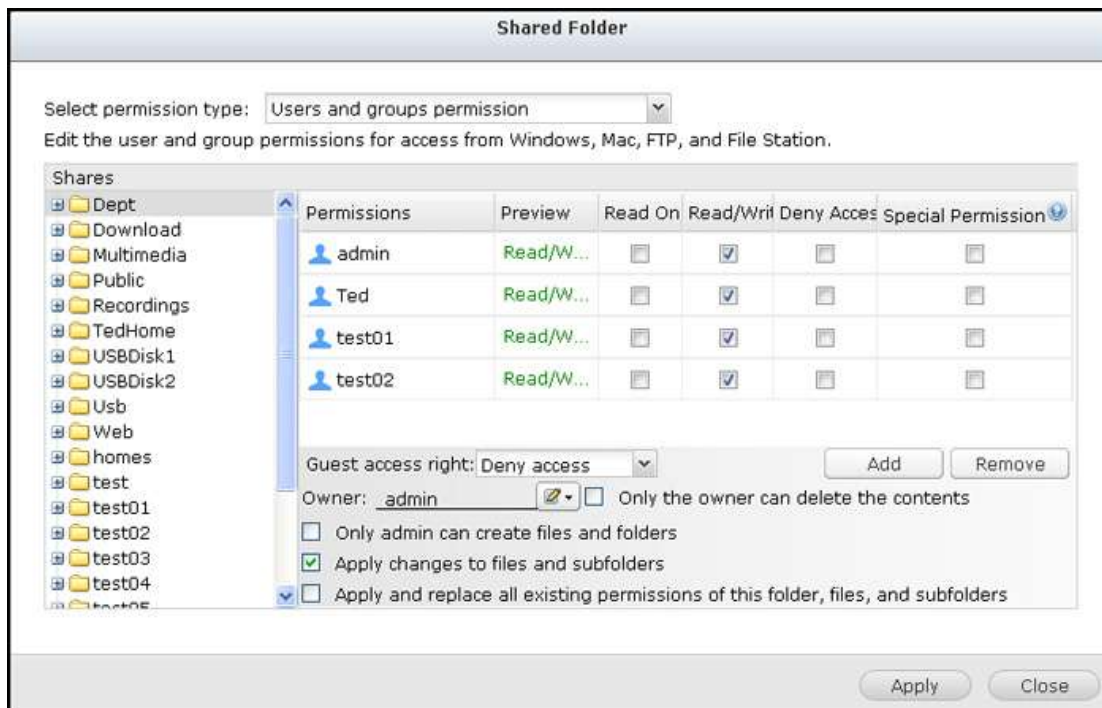 Shared Folder
Select permission type: Users and groups permission
Edit the user and group permissions for access from Windows, Mac, FTP, and File Station.
Shares
Dept
Download
Multimedia
Public
Recordings
TedHome
USBDisk1
USBDisk2
Usb
Web
homes
test
test01
test02
test03
test04
test05
Permissions Preview Read On Read/Writ Deny Acces Special Permission
admin Read/W...
Ted Read/W...
test01 Read/W...
test02 Read/W...
Guest access right: Deny access Add Remove
Owner: admin Only the owner can delete the contents
Only admin can create files and folders
Apply changes to files and subfolders
Apply and replace all existing permissions of this folder, files, and subfolders
Apply Close